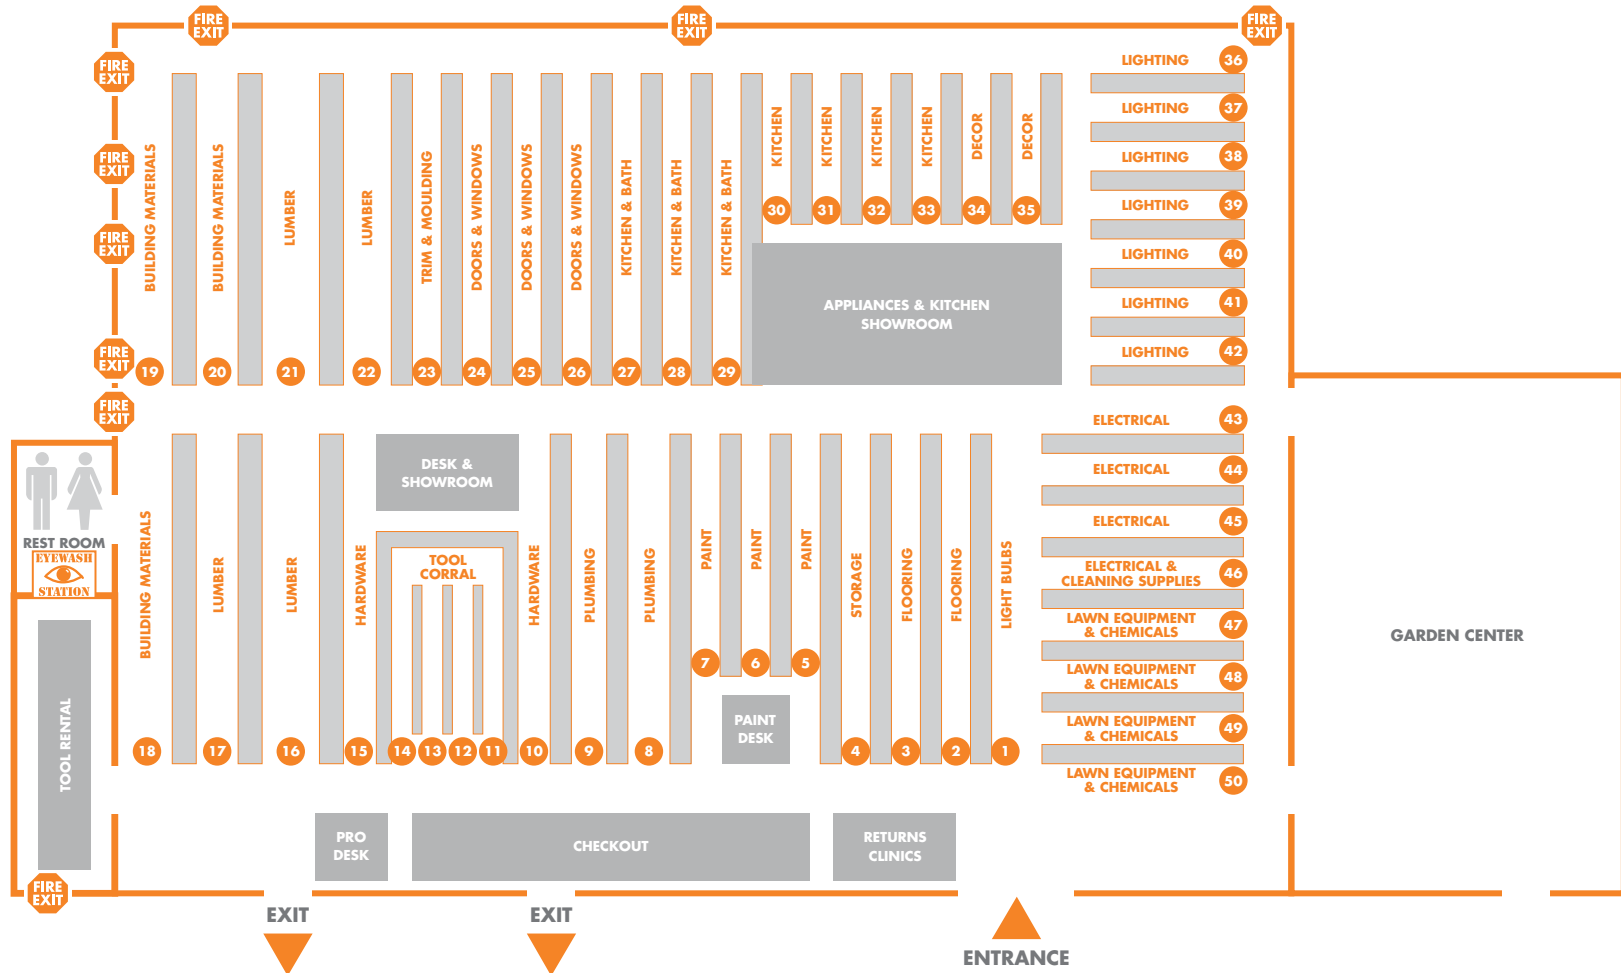 FIRE
EXIT
FIRE
EXIT
FIRE
EXIT
FIRE
EXIT
FIRE
EXIT
FIRE
EXIT
FIRE
EXIT
FIRE
EXIT
BUILDING MATERIALS
19
BUILDING MATERIALS
20
LUMBER
21
LUMBER
22
TRIM & MOULDING
23
DOORS & WINDOWS
24
DOORS & WINDOWS
25
DOORS & WINDOWS
26
KITCHEN & BATH
27
KITCHEN & BATH
28
KITCHEN & BATH
29
KITCHEN
30
KITCHEN
31
KITCHEN
32
KITCHEN
33
DECOR
34
DECOR
35
APPLIANCES & KITCHEN
SHOWROOM
LIGHTING 36
LIGHTING 37
LIGHTING 38
LIGHTING 39
LIGHTING 40
LIGHTING 41
LIGHTING 42
ELECTRICAL 43
ELECTRICAL 44
ELECTRICAL 45
ELECTRICAL &
CLEANING SUPPLIES 46
LAWN EQUIPMENT
& CHEMICALS 47
LAWN EQUIPMENT
& CHEMICALS 48
LAWN EQUIPMENT
& CHEMICALS 49
LAWN EQUIPMENT
& CHEMICALS 50
REST ROOM
EYEWASH
STATION
TOOL RENTAL
BUILDING MATERIALS
18
LUMBER
17
LUMBER
16
HARDWARE
15
DESK &
SHOWROOM
TOOL
CORRAL
14
13
12
11
HARDWARE
10
PLUMBING
9
PLUMBING
8
PAINT
7
PAINT
6
PAINT
5
PAINT
DESK
STORAGE
4
FLOORING
3
FLOORING
2
LIGHT BULBS
1
GARDEN CENTER
PRO
DESK
CHECKOUT
RETURNS
CLINICS
FIRE
EXIT
EXIT
EXIT
ENTRANCE